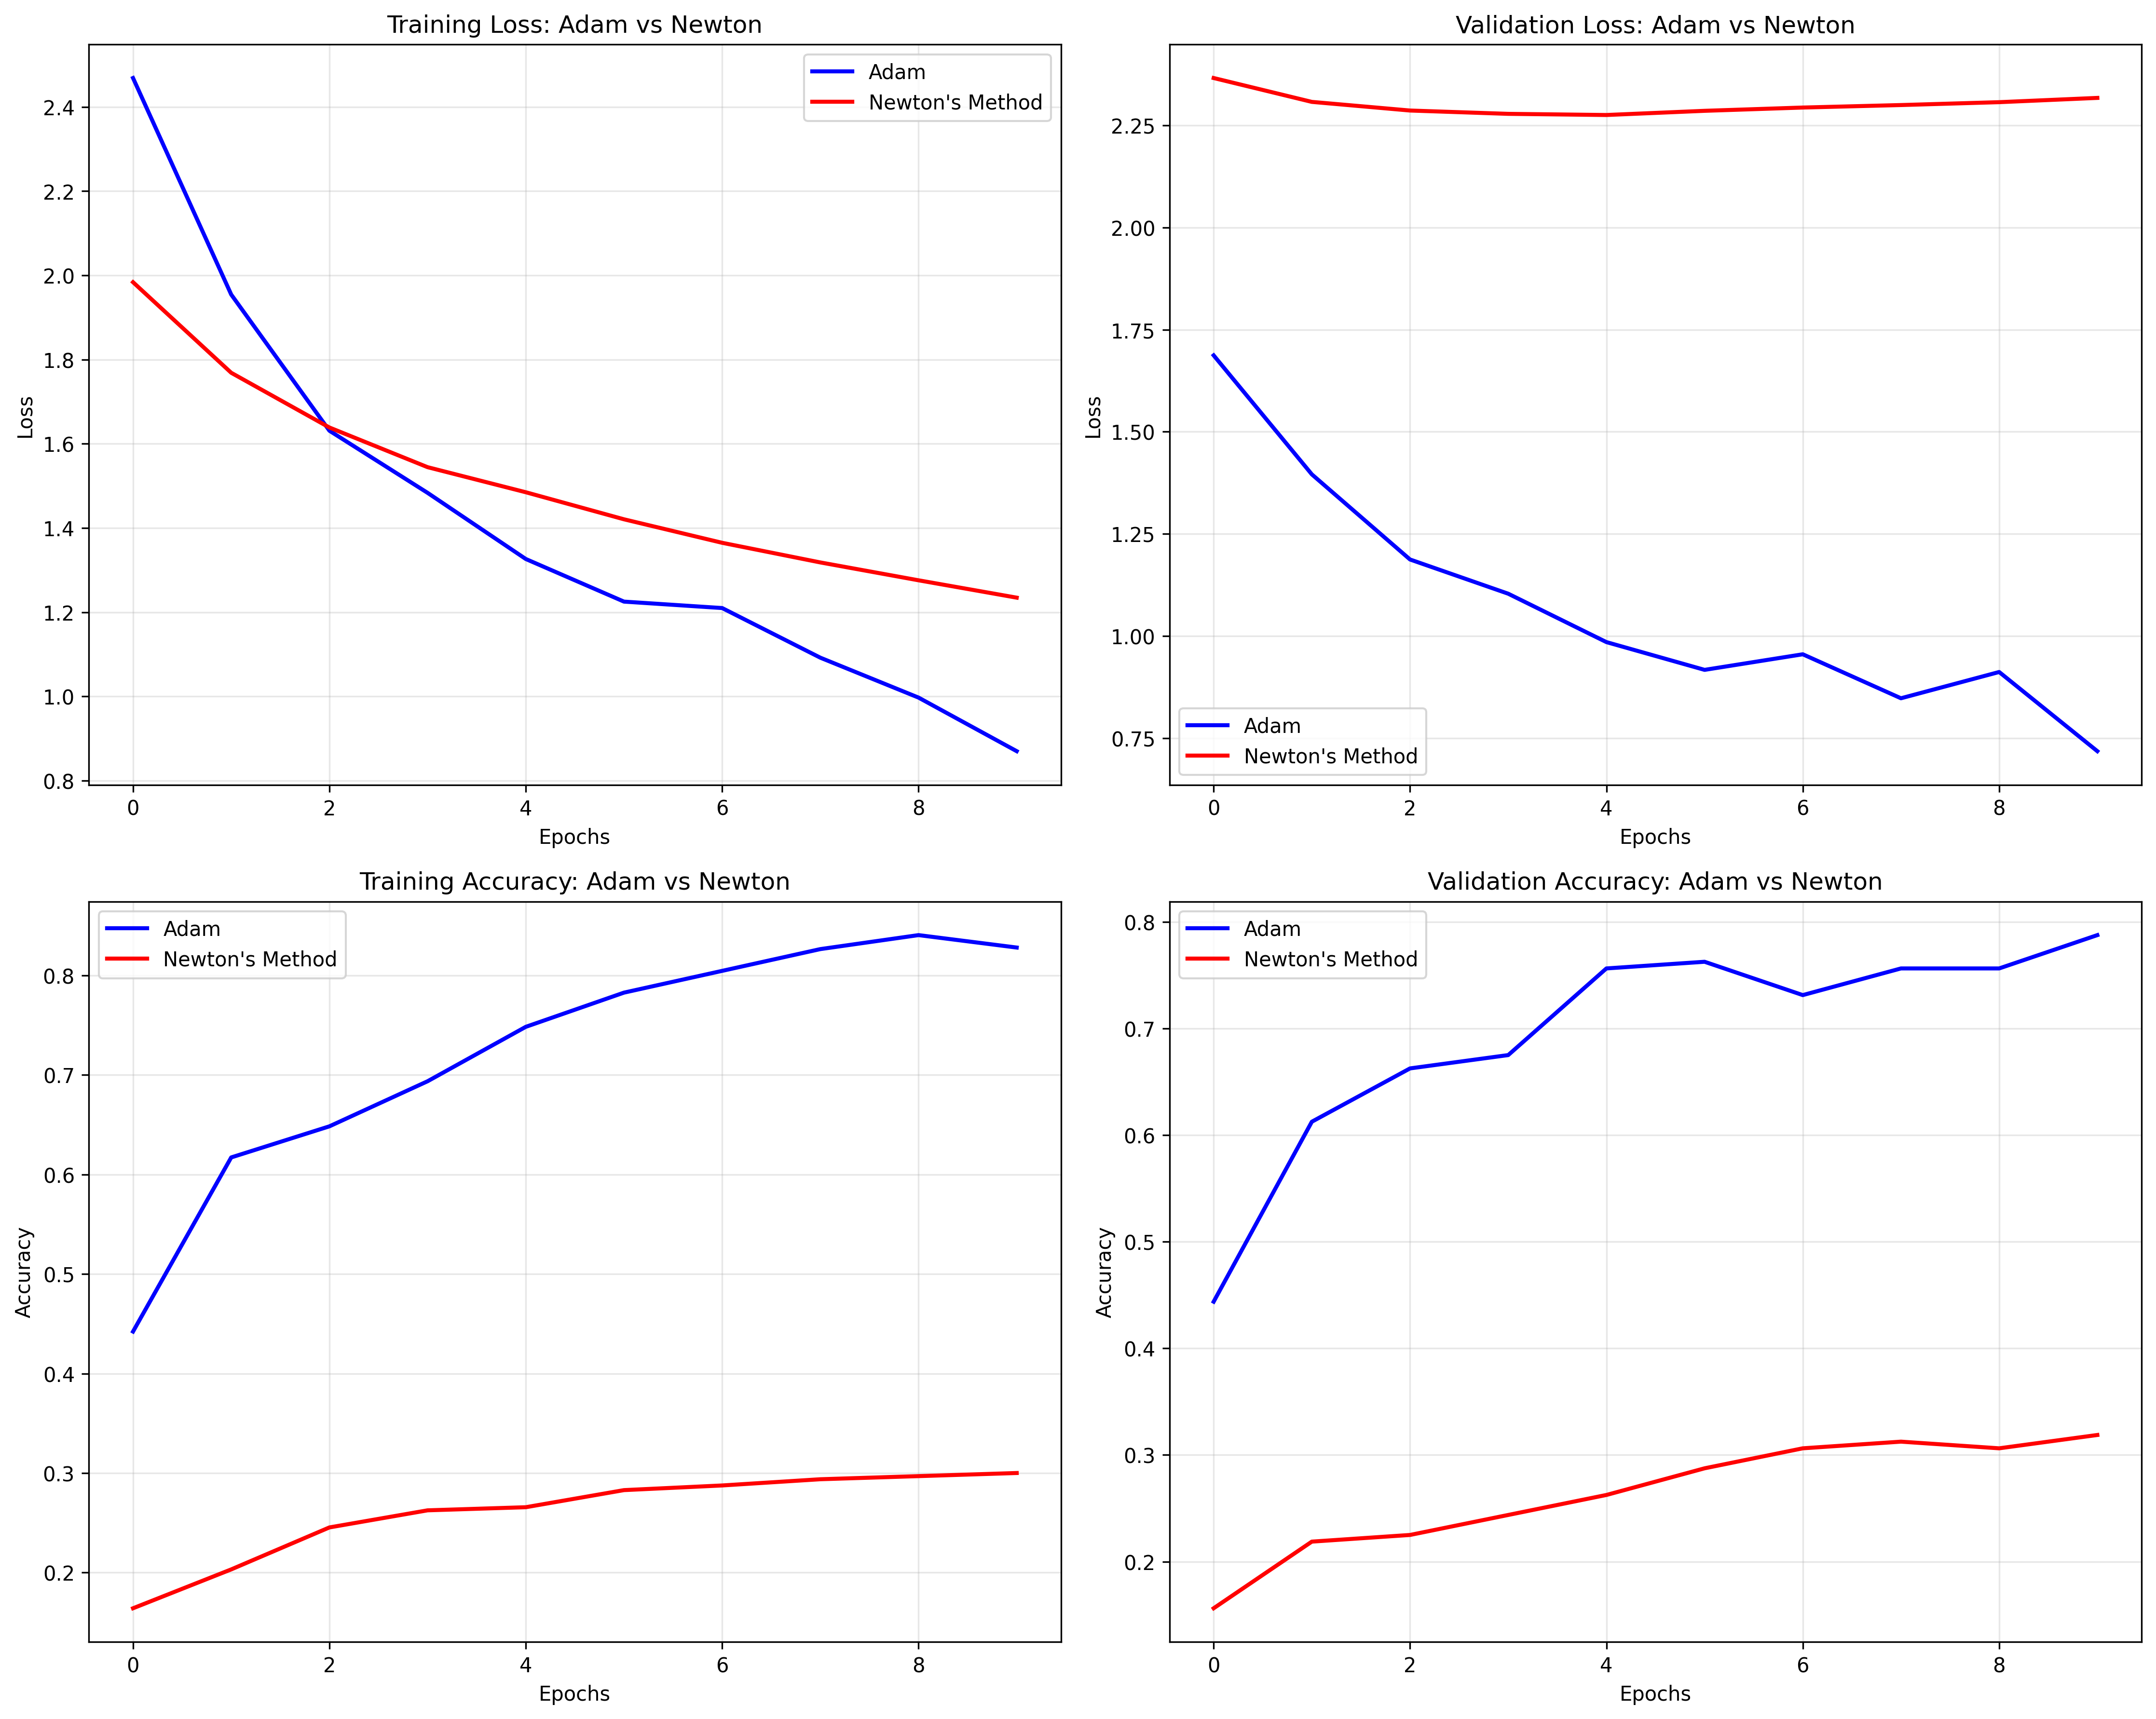 Training Loss: Adam vs Newton
Adam
Newton's Method
2.4
2.2
2.0
1.8
1.6
1.4
1.2
1.0
0.8
Loss
0 2 4 6 8
Epochs
Validation Loss: Adam vs Newton
2.25
2.00
1.75
1.50
1.25
1.00
0.75
Loss
Adam
Newton's Method
0 2 4 6 8
Epochs
Training Accuracy: Adam vs Newton
Adam
Newton's Method
0.8
0.7
0.6
0.5
0.4
0.3
0.2
Accuracy
0 2 4 6 8
Epochs
Validation Accuracy: Adam vs Newton
Adam
Newton's Method
0.8
0.7
0.6
0.5
0.4
0.3
0.2
Accuracy
0 2 4 6 8
Epochs